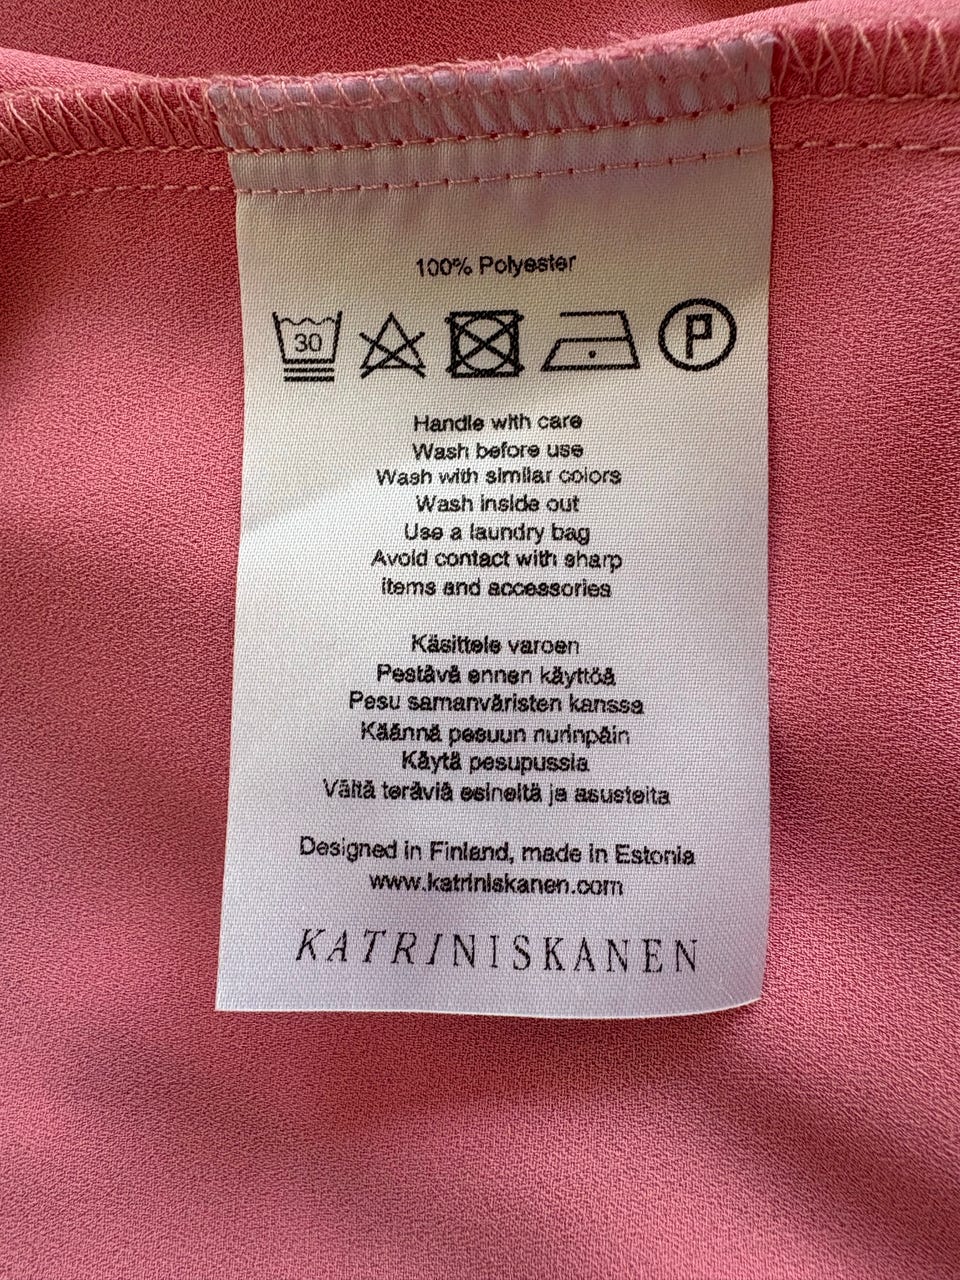 100% Polyester
30
P
Handle with care
Wash before use
Wash with similar colors
Wash inside out
Use a laundry bag
Avoid contact with sharp
items and accessories
Käsittele varoen
Pestävä ennen käyttöä
Pesu samanväristen kanssa
Käännä pesuun nurinpäin
Käytä pesupussia
Vältä teräviä esineitä ja asusteita
Designed in Finland, made in Estonia
www.katriniskanen.com
KATRINISKANEN